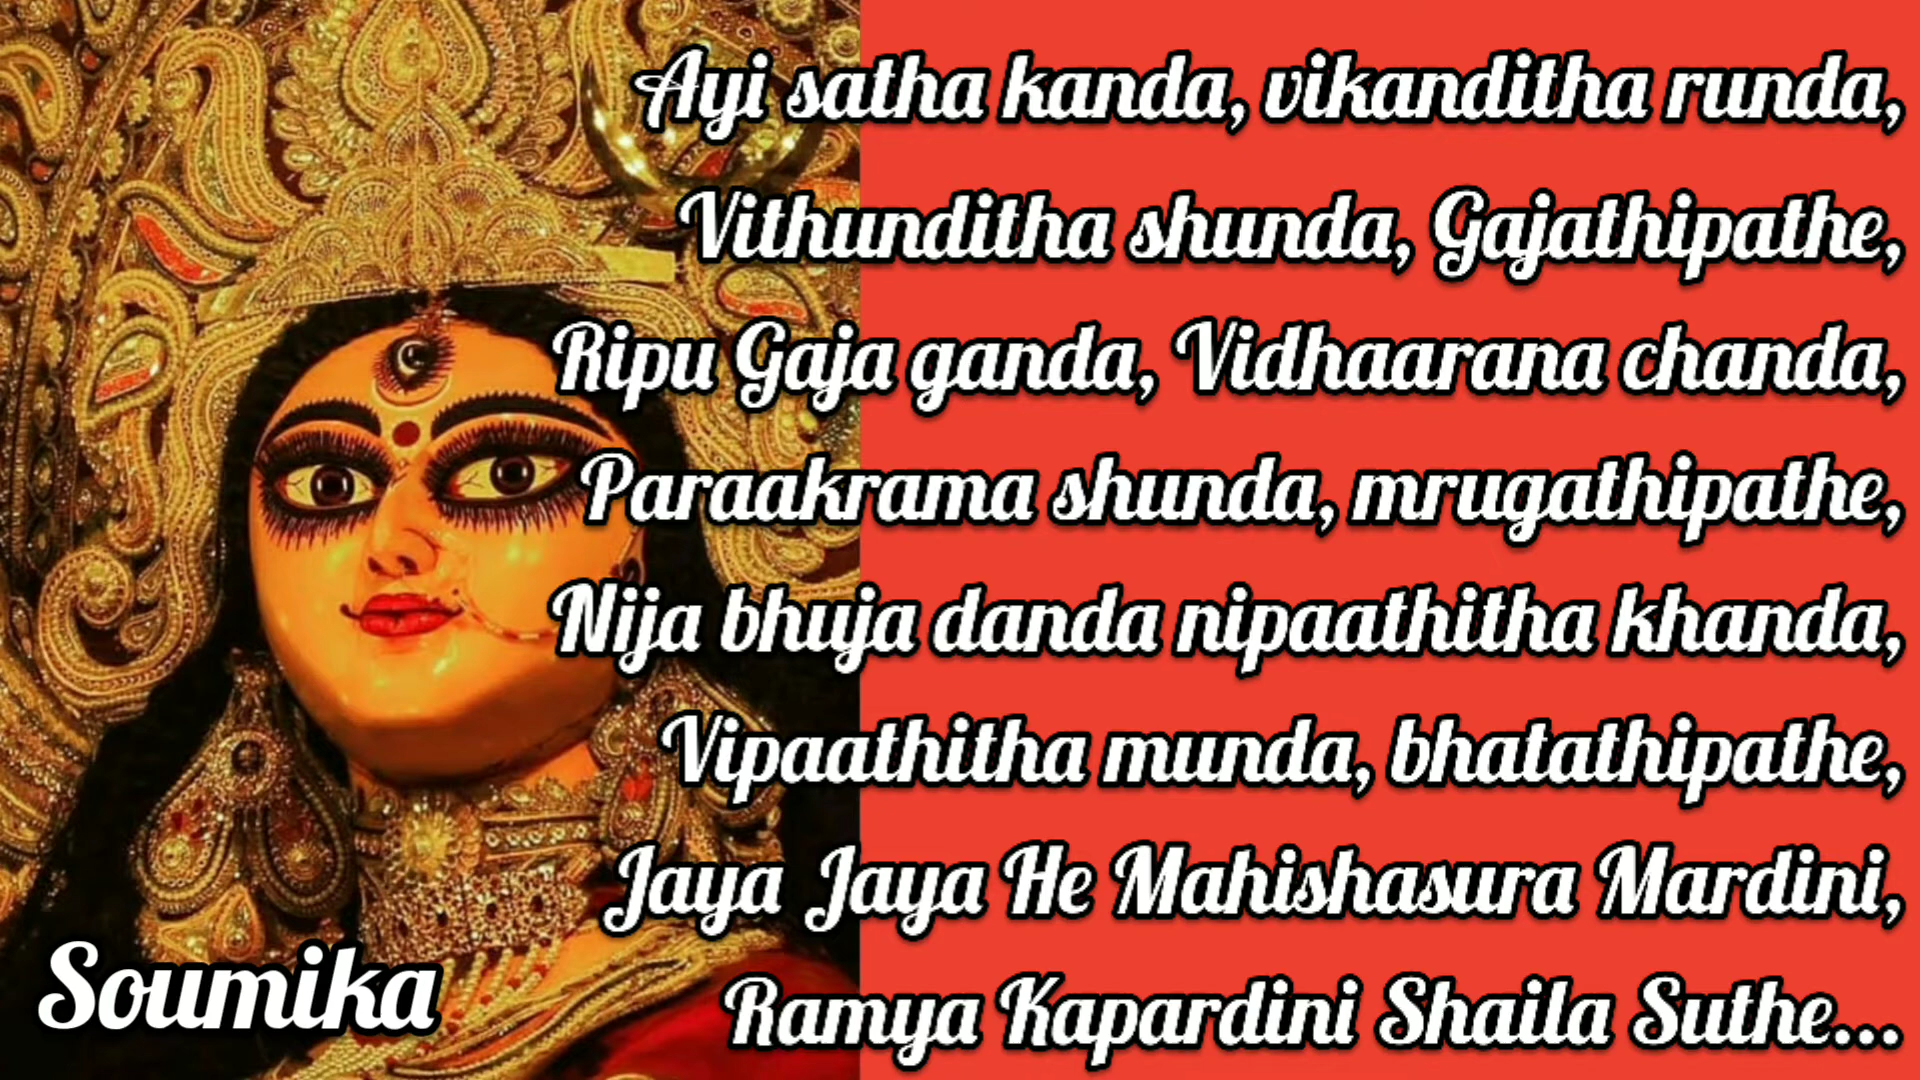 Ayi satha kanda, vikanditha runda,
Vithunditha shunda, Gajathipathe,
Ripu Gaja ganda, Vidhaarana chanda,
Paraakrama shunda, mrugathipathe,
Nija bhuja danda nipaathitha khanda,
Vipaathitha munda, bhatathipathe,
Jaya Jaya He Mahishasura Mardini,
Ramya Kapardini Shaila Suthe...
Soumika